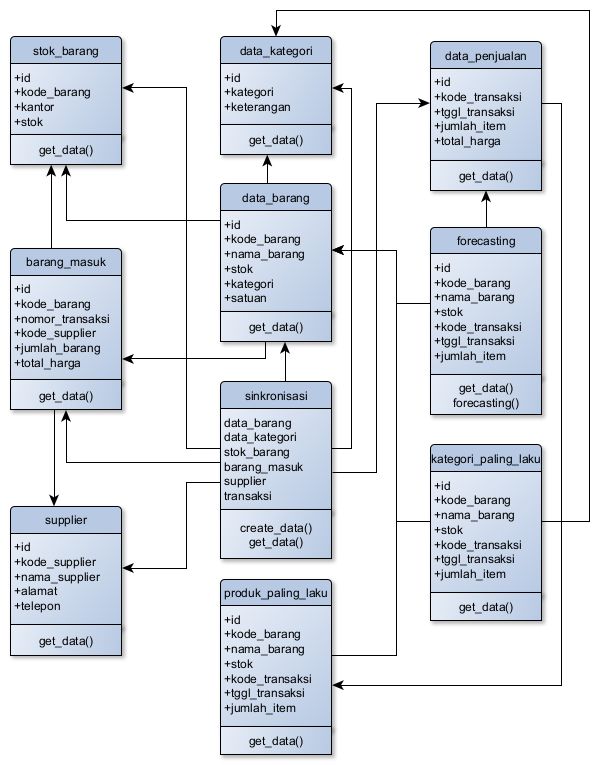 stok_barang
+id
+kode_barang
+kantor
+stok
get_data()
data_kategori
+id
+kategori
+keterangan
get_data()
data_penjualan
+id
+kode_transaksi
+tggl_transaksi
+jumlah_item
+total_harga
get_data()
barang_masuk
+id
+kode_barang
+nomor_transaksi
+kode_supplier
+jumlah_barang
+total_harga
get_data()
data_barang
+id
+kode_barang
+nama_barang
+stok
+kategori
+satuan
get_data()
forecasting
+id
+kode_barang
+nama_barang
+stok
+kode_transaksi
+tggl_transaksi
+jumlah_item
get_data()
forecasting()
supplier
+id
+kode_supplier
+nama_supplier
+alamat
+telepon
get_data()
sinkronisasi
data_barang
data_kategori
stok_barang
barang_masuk
supplier
transaksi
create_data()
get_data()
kategori_paling_laku
+id
+kode_barang
+nama_barang
+stok
+kode_transaksi
+tggl_transaksi
+jumlah_item
get_data()
produk_paling_laku
+id
+kode_barang
+nama_barang
+stok
+kode_transaksi
+tggl_transaksi
+jumlah_item
get_data()